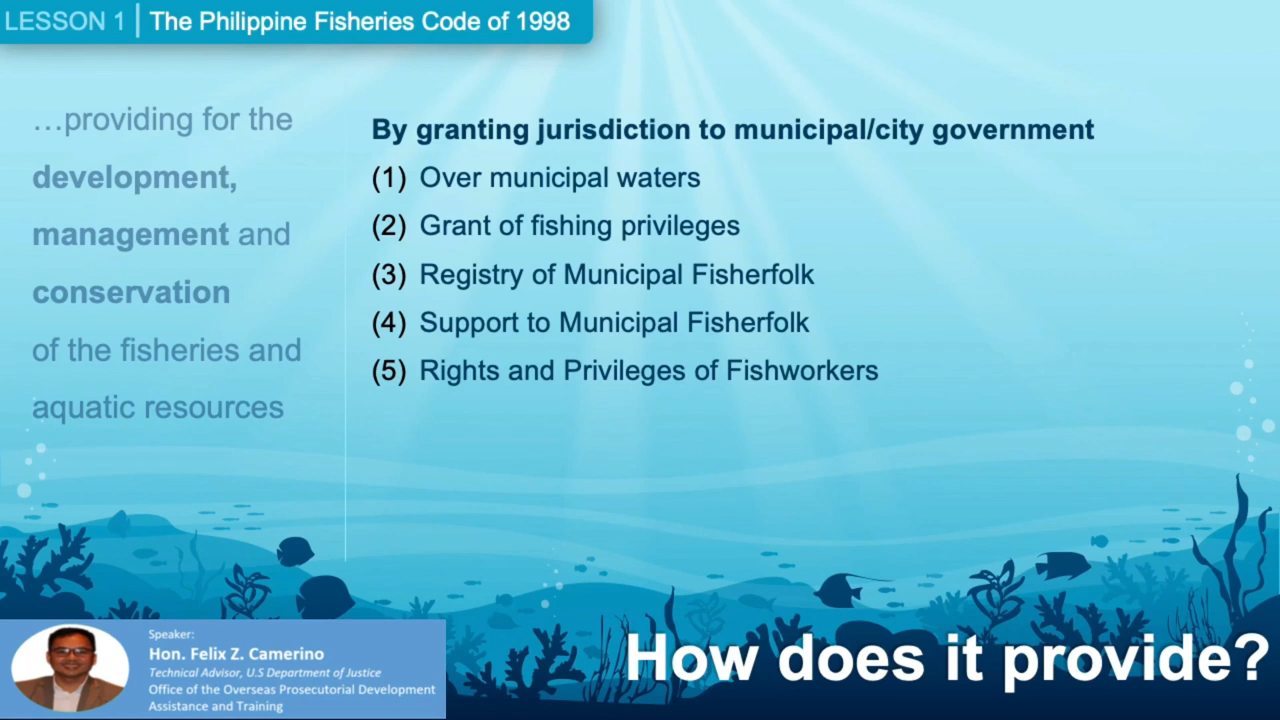 LESSON 1 | The Philippine Fisheries Code of 1998
…providing for the
development,
management and
conservation
of the fisheries and
aquatic resources
By granting jurisdiction to municipal/city government
(1) Over municipal waters
(2) Grant of fishing privileges
(3) Registry of Municipal Fisherfolk
(4) Support to Municipal Fisherfolk
(5) Rights and Privileges of Fishworkers
How does it provide?
Speaker:
Hon. Felix Z. Camerino
Technical Advisor, U.S Department of Justice
Office of the Overseas Prosecutorial Development
Assistance and Training